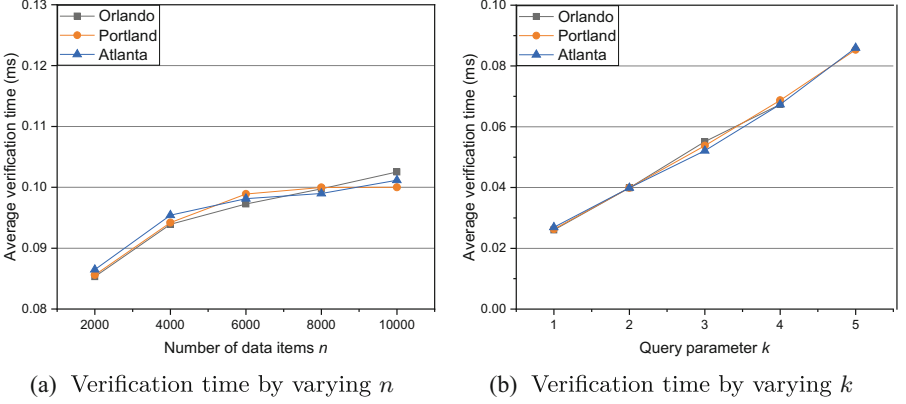 0.13
0.12
0.11
0.10
0.09
0.08
Average verification time (ms)
Orlando
Portland
Atlanta
2000 4000 6000 8000 10000
Number of data items n
(a) Verification time by varying n
0.10
0.08
0.06
0.04
0.02
0.00
Average verification time (ms)
Orlando
Portland
Atlanta
1 2 3 4 5
Query parameter k
(b) Verification time by varying k